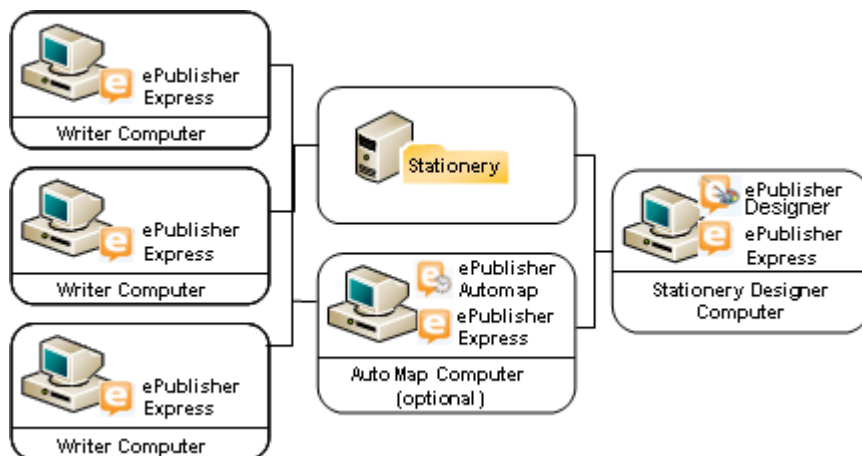 ePublisher
Express
Writer Computer
ePublisher
Express
Writer Computer
ePublisher
Express
Writer Computer
Stationery
ePublisher
Automap
ePublisher
Express
Auto Map Computer
(optional)
ePublisher
Designer
ePublisher
Express
Stationery Designer
Computer